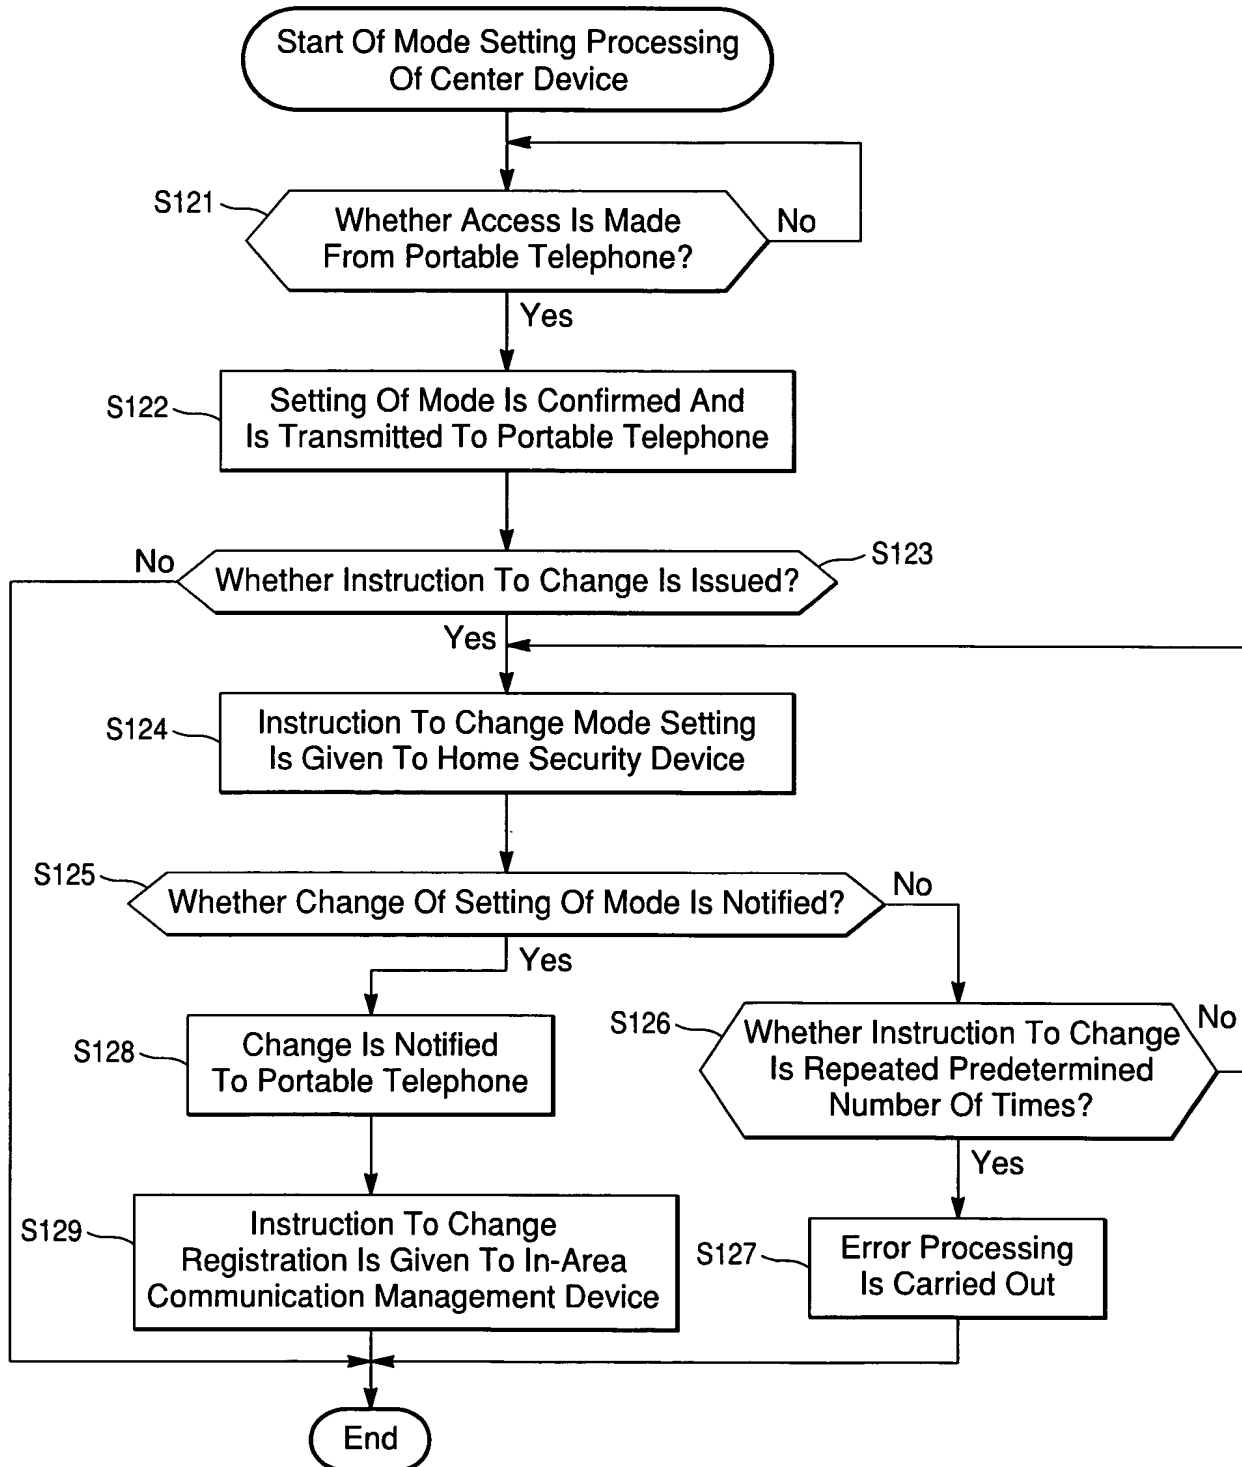 Start Of Mode Setting Processing
Of Center Device
S121
Whether Access Is Made
From Portable Telephone?
No
Yes
S122
Setting Of Mode Is Confirmed And
Is Transmitted To Portable Telephone
No
Whether Instruction To Change Is Issued?
S123
Yes
S124
Instruction To Change Mode Setting
Is Given To Home Security Device
S125
Whether Change Of Setting Of Mode Is Notified?
No
Yes
S128
Change Is Notified
To Portable Telephone
S126
Whether Instruction To Change
Is Repeated Predetermined
Number Of Times?
No
Yes
S129
Instruction To Change
Registration Is Given To In-Area
Communication Management Device
S127
Error Processing
Is Carried Out
End